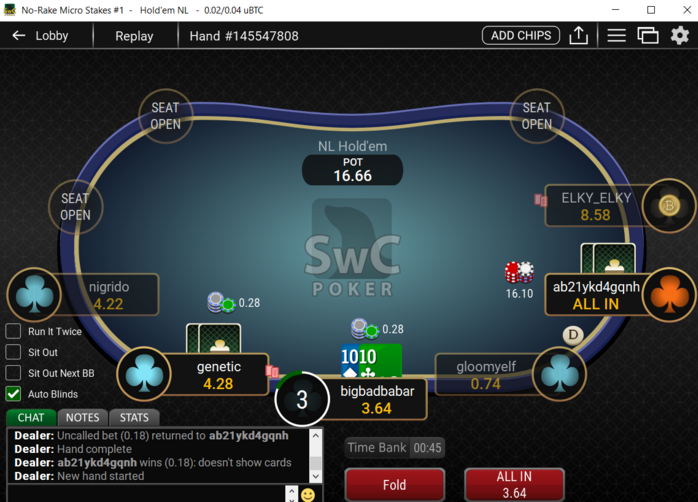 No-Rake Micro Stakes #1 - Hold'em NL - 0.02/0.04 uBTC
Lobby
Replay
Hand #145547808
ADD CHIPS
SEAT
OPEN
SEAT
OPEN
NL Hold'em
POT
16.66
SEAT
OPEN
ELKY_ELKY
8.58
SwC
POKER
nigrido
4.22
ab21ykd4gqnh
ALL IN
16.10
0.28
0.28
D
Run It Twice
Sit Out
Sit Out Next BB
Auto Blinds
genetic
4.28
10 10
3
bigbadbabar
3.64
gloomyelf
0.74
CHAT
NOTES
STATS
Dealer: Uncalled bet (0.18) returned to ab21ykd4gqnh
Dealer: Hand complete
Dealer: ab21ykd4gqnh wins (0.18): doesn't show cards
Dealer: New hand started
Time Bank 00:45
Fold
ALL IN
3.64